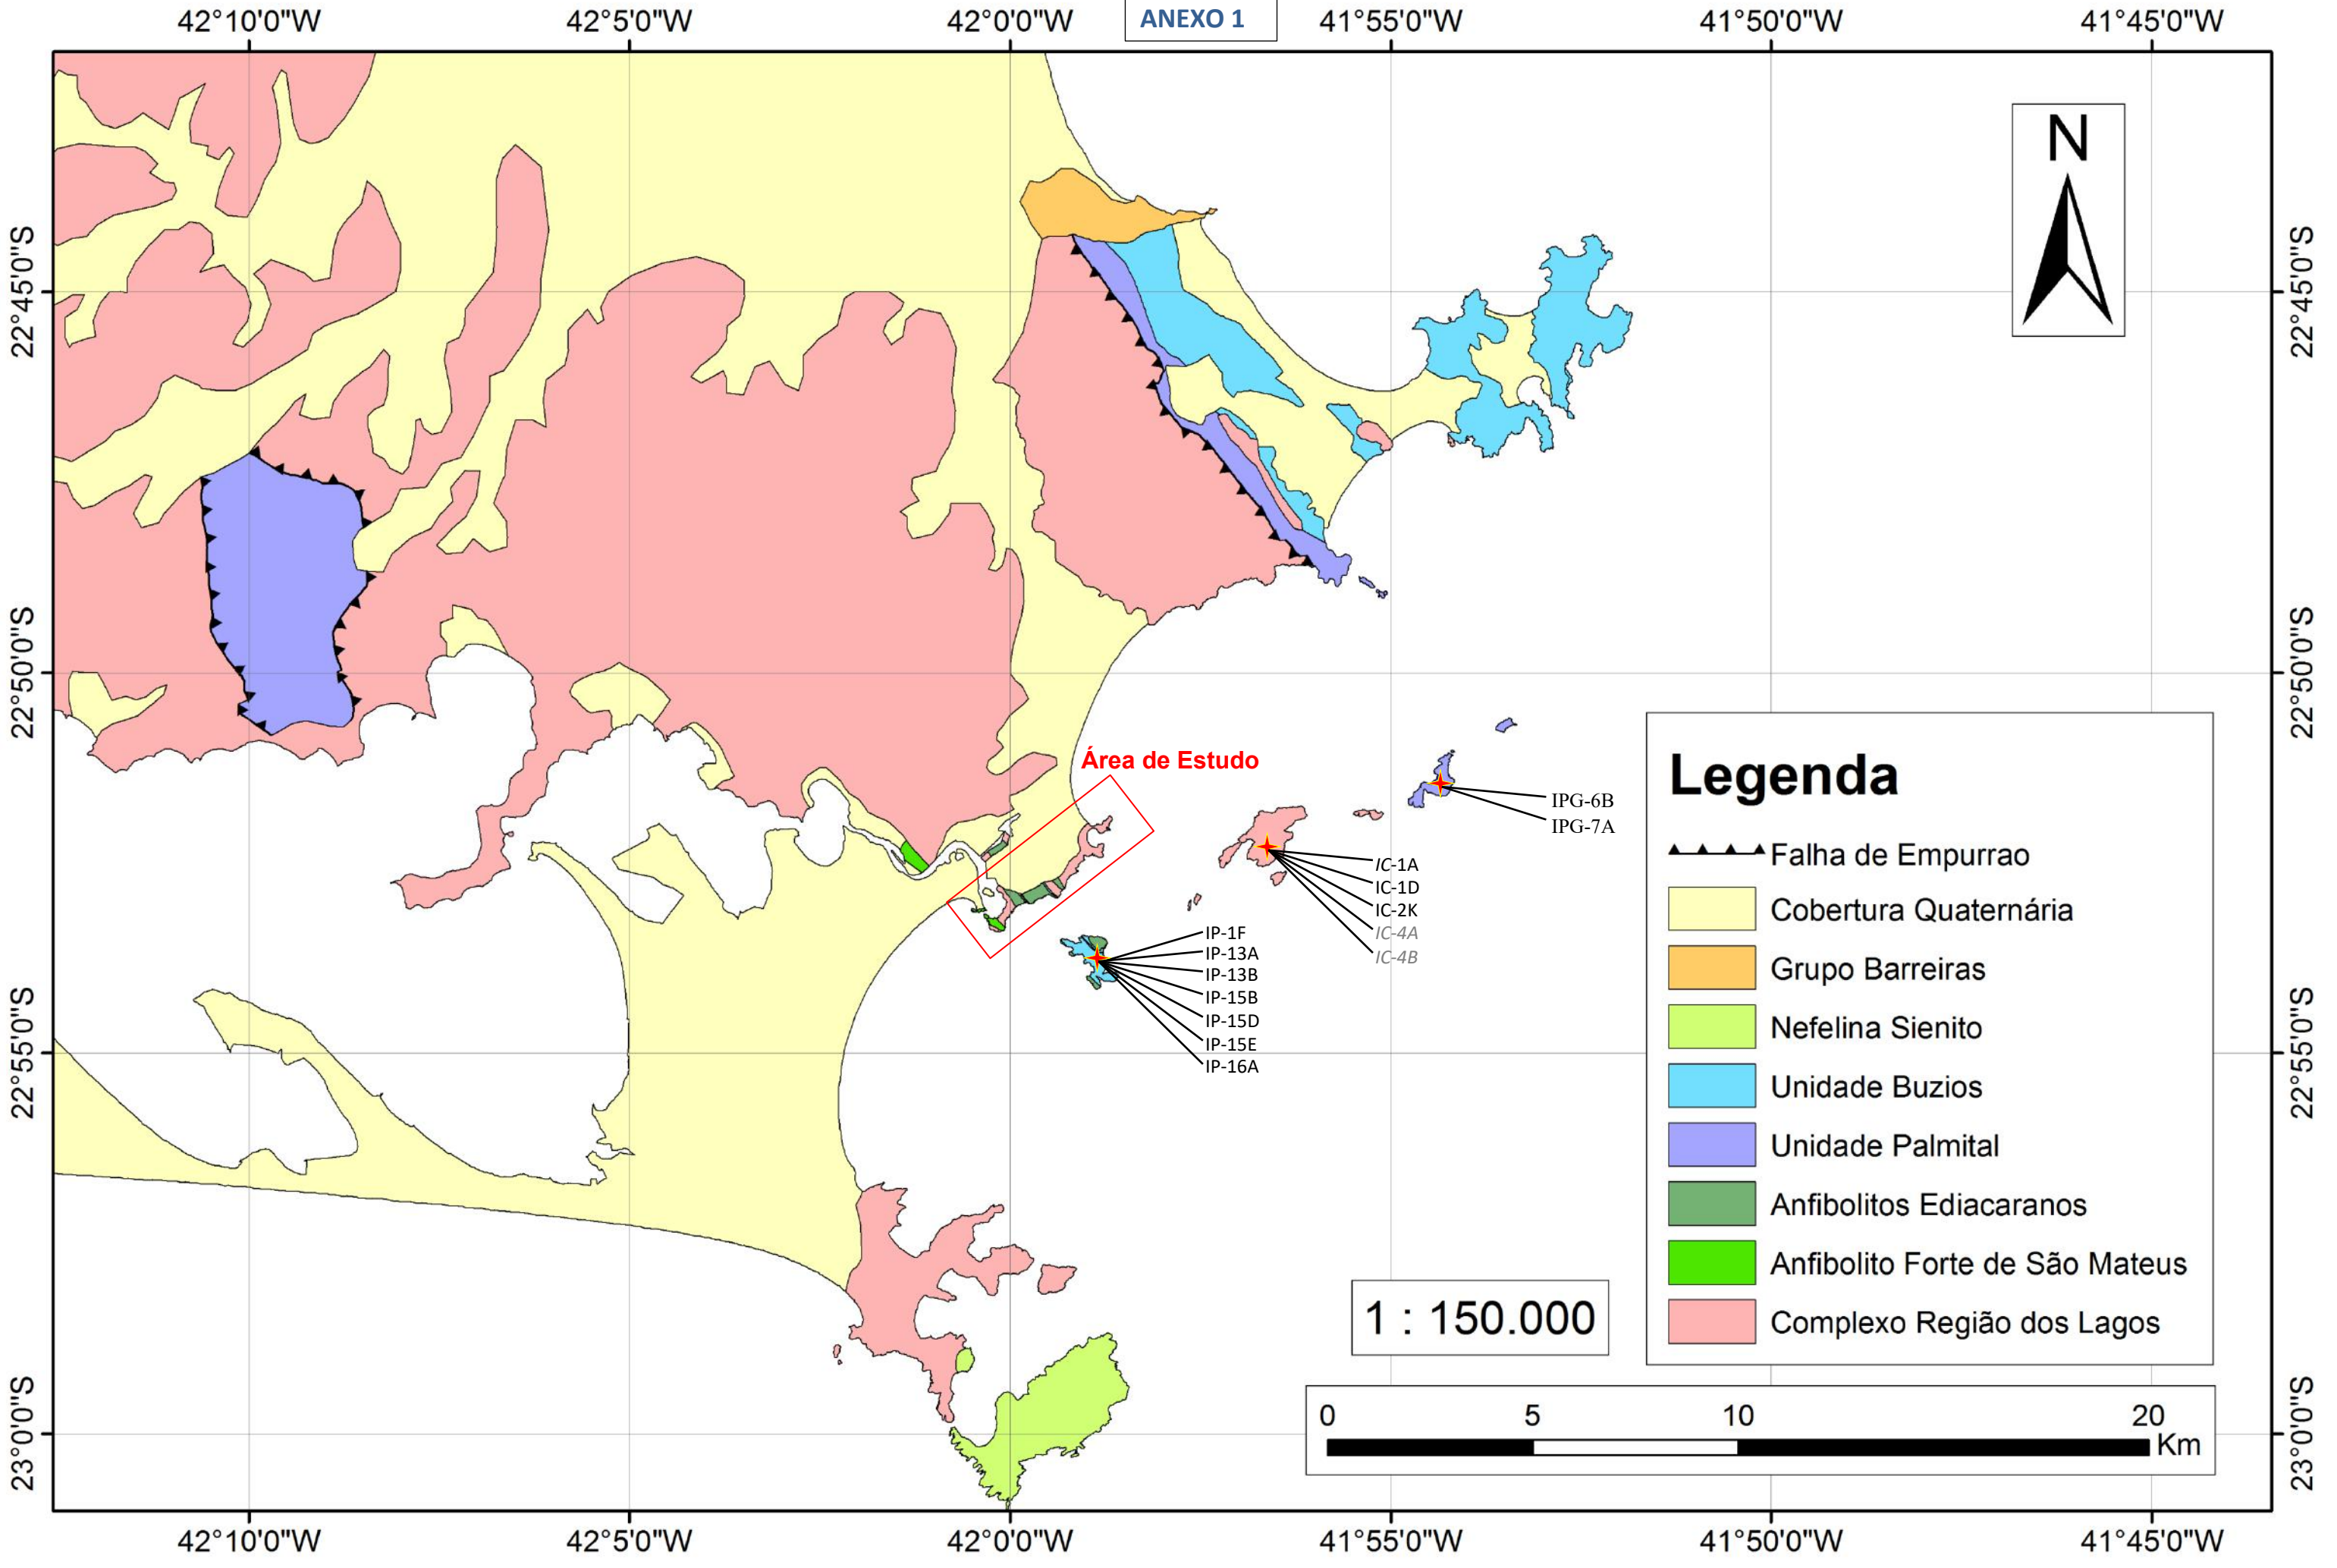 ANEXO 1
42°10'0"W
42°5'0"W
42°0'0"W
41°55'0"W
41°50'0"W
41°45'0"W
N
22°45'0"S
22°45'0"S
22°50'0"S
22°50'0"S
Área de Estudo
IPG-6B
IPG-7A
IC-1A
IC-1D
IC-2K
IC-4A
IC-4B
IP-1F
IP-13A
IP-13B
IP-15B
IP-15D
IP-15E
IP-16A
22°55'0"S
22°55'0"S
Legenda
Falha de Empurrao
Cobertura Quaternária
Grupo Barreiras
Nefelina Sienito
Unidade Buzios
Unidade Palmital
Anfibolitos Ediacaranos
Anfibolito Forte de São Mateus
Complexo Região dos Lagos
1 : 150.000
0 5 10 20
Km
23°0'0"S
23°0'0"S
42°10'0"W
42°5'0"W
42°0'0"W
41°55'0"W
41°50'0"W
41°45'0"W